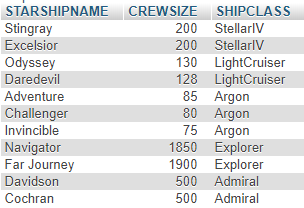 STARSHIPNAME CREWSIZE SHIPCLASS
Stingray 200 StellarIV
Excelsior 200 StellarIV
Odyssey 130 LightCruiser
Daredevil 128 LightCruiser
Adventure 85 Argon
Challenger 80 Argon
Invincible 75 Argon
Navigator 1850 Explorer
Far Journey 1900 Explorer
Davidson 500 Admiral
Cochran 500 Admiral